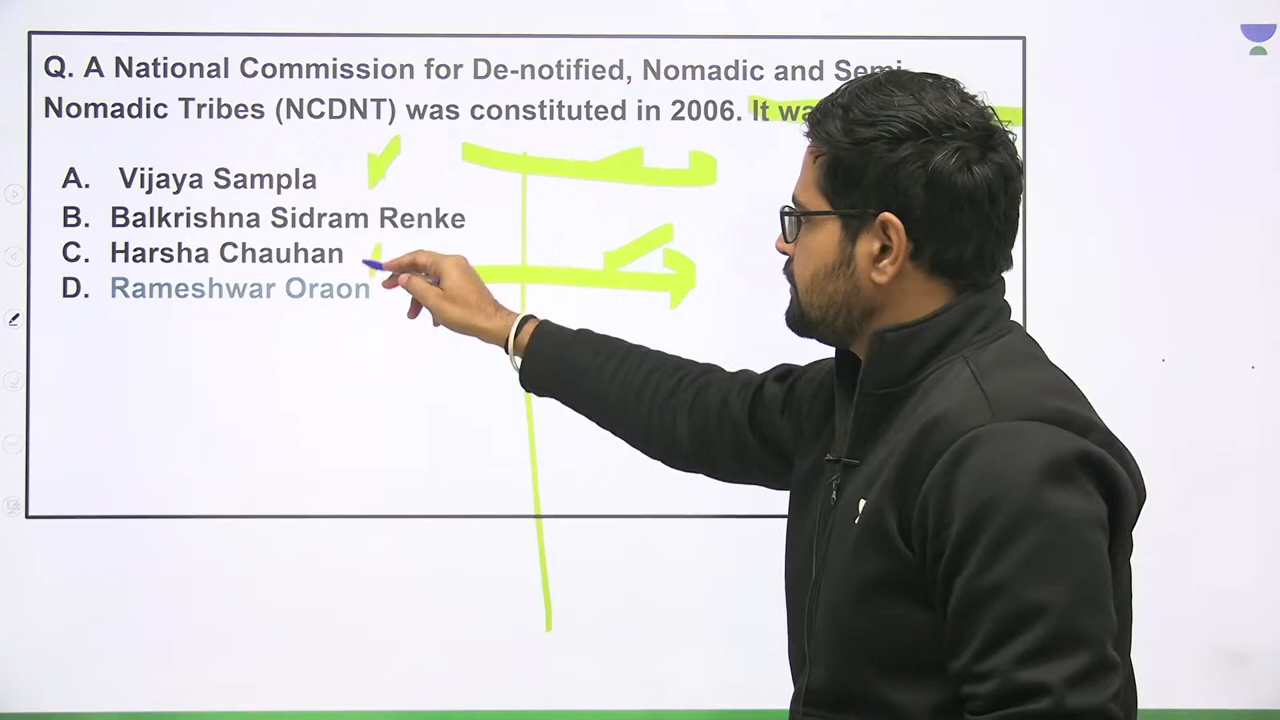 Q. A National Commission for De-notified, Nomadic and Semi-
Nomadic Tribes (NCDNT) was constituted in 2006. It
A. Vijaya Sampla
B. Balkrishna Sidram Renke
C. Harsha Chauhan
D. Rameshwar Oraon